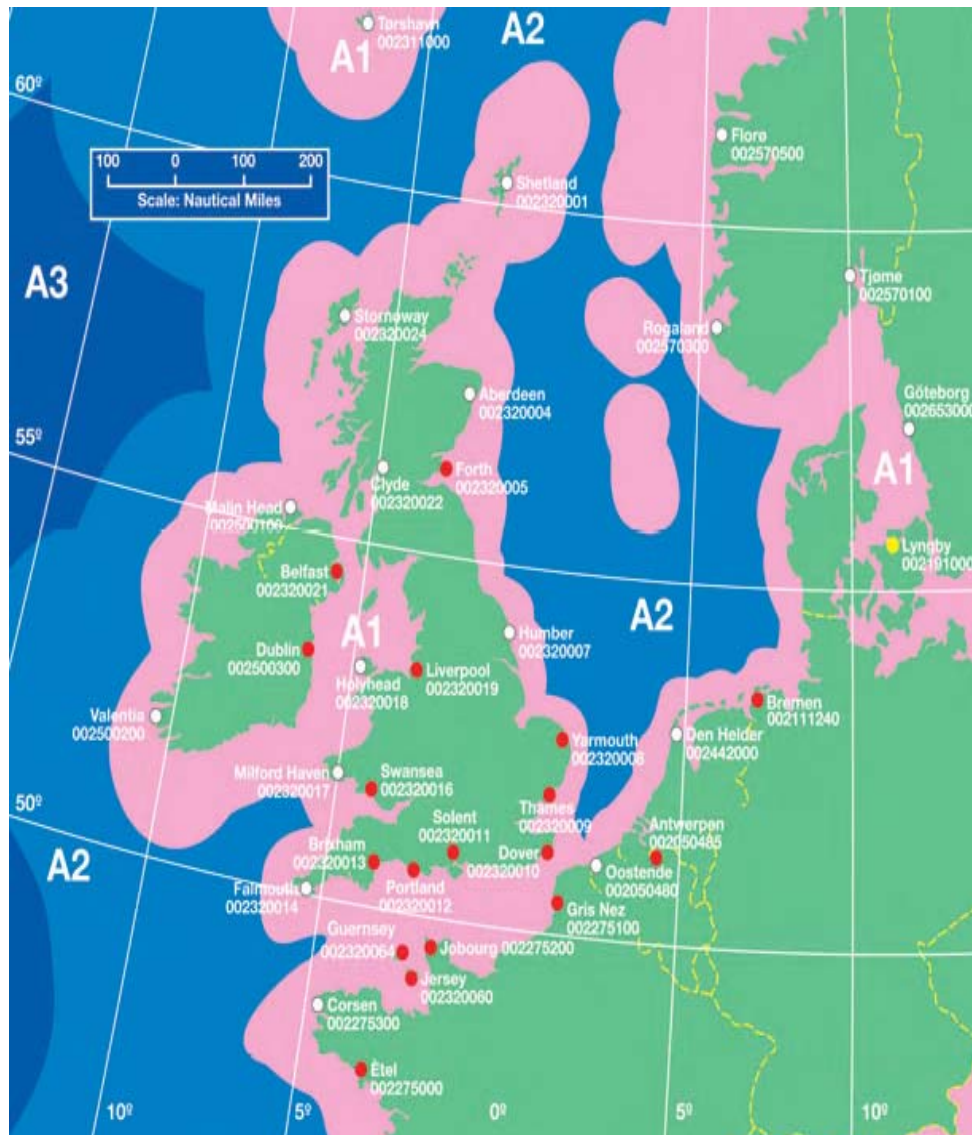 Tørshavn
002311000
A1
A2
60º
100 0 100 200
Scale: Nautical Miles
Florø
002570500
Shetland
002320001
A3
Tjøme
002570100
Stornoway
002320024
Rogaland
002570300
Aberdeen
002320004
Göteborg
002653000
55º
Forth
002320005
Clyde
002320022
A1
Malin Head
002500100
Lyngby
002191000
Belfast
002320021
A2
A1
Humber
002320007
Dublin
002500300
Holyhead
002320018
Liverpool
002320019
Bremen
002111240
Valentia
002500200
Den Helder
002442000
Yarmouth
002320008
Milford Haven
002320017
Swansea
002320016
50º
Thames
002320009
Solent
002320011
Antwerpen
002050485
Brixham
002320013
Dover
002320010
A2
Oostende
002050480
Falmouth
002320014
Portland
002320012
Gris Nez
002275100
Guernsey
002320064
Jobourg 002275200
Jersey
002320060
Corsen
002275300
Ètel
002275000
10º 5º 0º 5º 10º